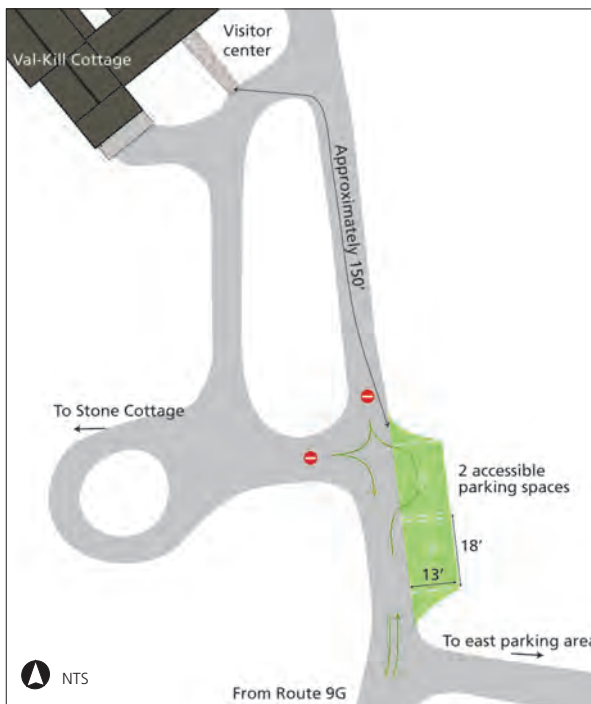 Visitor
center
Val-Kill Cottage
Approximately 150'
To Stone Cottage
2 accessible
parking spaces
18'
13'
To east parking area
NTS
From Route 9G